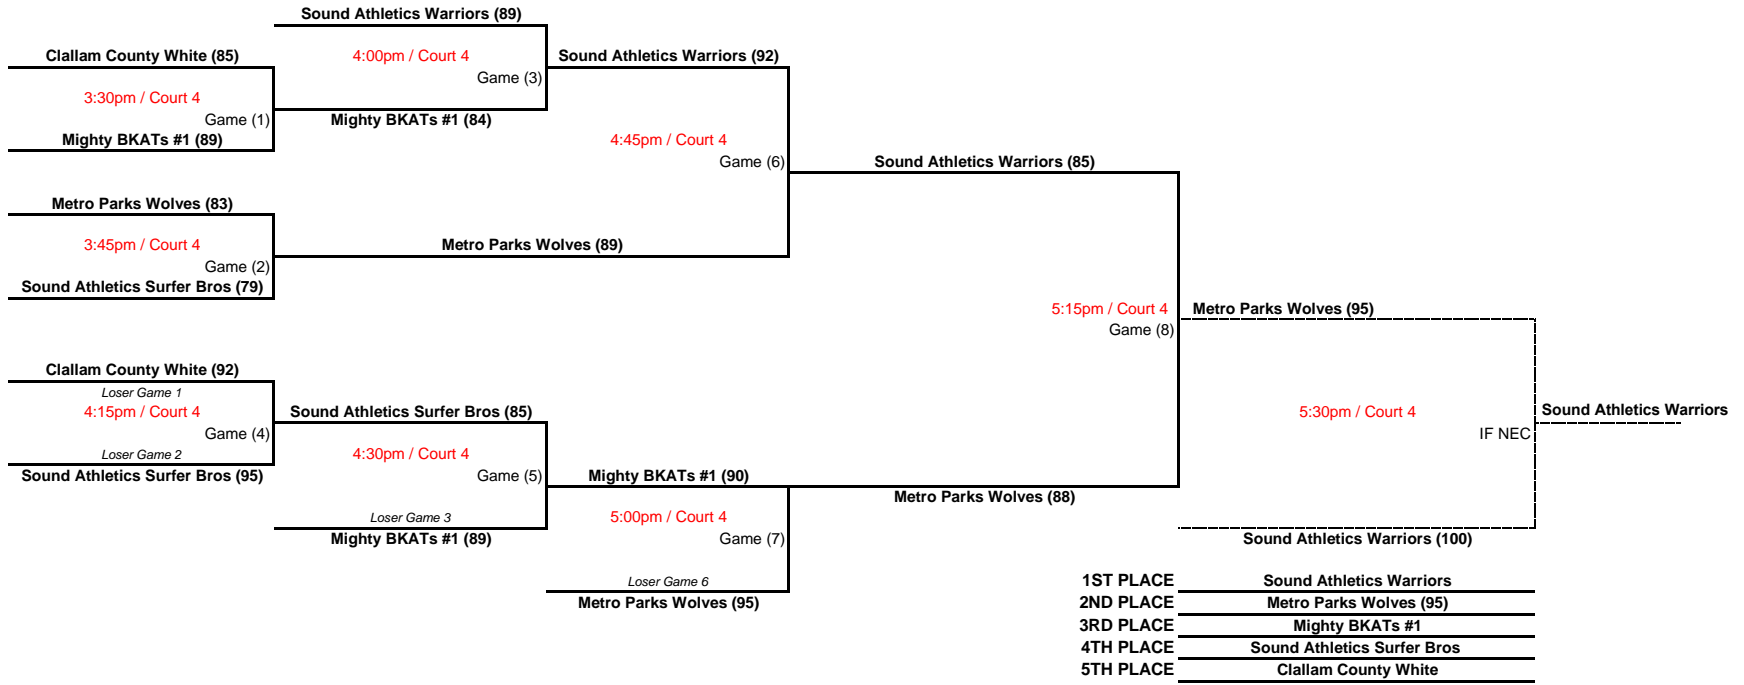 Sound Athletics Warriors (89)
Clallam County White (85)
4:00pm / Court 4
Sound Athletics Warriors (92)
Game (3)
3:30pm / Court 4
Game (1)
Mighty BKATs #1 (84)
Mighty BKATs #1 (89)
4:45pm / Court 4
Game (6)
Sound Athletics Warriors (85)
Metro Parks Wolves (83)
3:45pm / Court 4
Metro Parks Wolves (89)
Game (2)
Sound Athletics Surfer Bros (79)
5:15pm / Court 4
Metro Parks Wolves (95)
Game (8)
Clallam County White (92)
Loser Game 1
4:15pm / Court 4
Sound Athletics Surfer Bros (85)
5:30pm / Court 4
Sound Athletics Warriors
Game (4)
IF NEC
Loser Game 2
4:30pm / Court 4
Sound Athletics Surfer Bros (95)
Game (5)
Mighty BKATs #1 (90)
Metro Parks Wolves (88)
Loser Game 3
5:00pm / Court 4
Mighty BKATs #1 (89)
Game (7)
Sound Athletics Warriors (100)
Loser Game 6
Metro Parks Wolves (95)
1ST PLACE Sound Athletics Warriors
2ND PLACE Metro Parks Wolves (95)
3RD PLACE Mighty BKATs #1
4TH PLACE Sound Athletics Surfer Bros
5TH PLACE Clallam County White